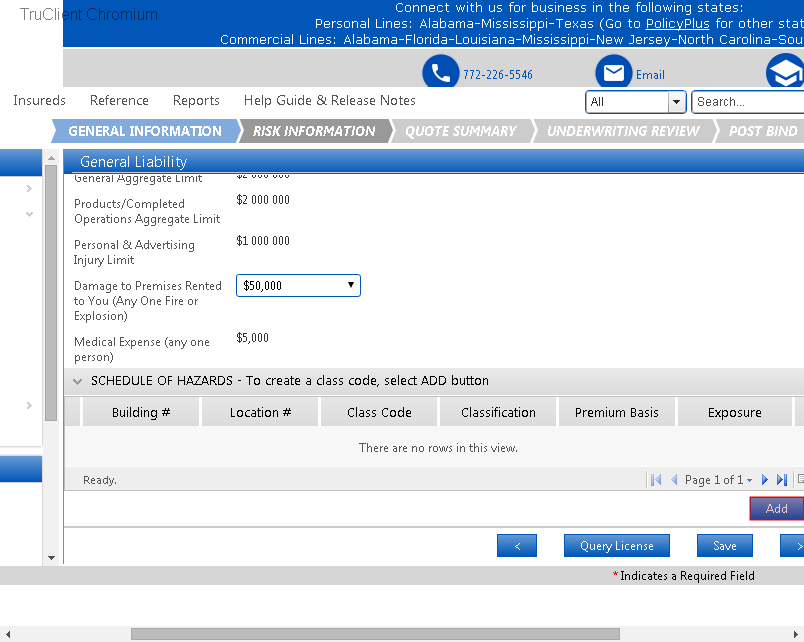 TruClient Chromium
Connect with us for business in the following states:
Personal Lines: Alabama-Mississippi-Texas (Go to PolicyPlus for other stat
Commercial Lines: Alabama-Florida-Louisiana-Mississippi-New Jersey-North Carolina-Sou
772-226-5546
Email
Insureds Reference Reports Help Guide & Release Notes
All
Search...
GENERAL INFORMATION RISK INFORMATION QUOTE SUMMARY UNDERWRITING REVIEW POST BIND
General Liability
General Aggregate Limit $2 000 000
Products/Completed $2 000 000
Operations Aggregate Limit
Personal & Advertising $1 000 000
Injury Limit
Damage to Premises Rented $50,000
to You (Any One Fire or
Explosion)
Medical Expense (any one $5,000
person)
SCHEDULE OF HAZARDS - To create a class code, select ADD button
Building # Location # Class Code Classification Premium Basis Exposure
There are no rows in this view.
Ready. Page 1 of 1
Add
< Query License Save >
* Indicates a Required Field